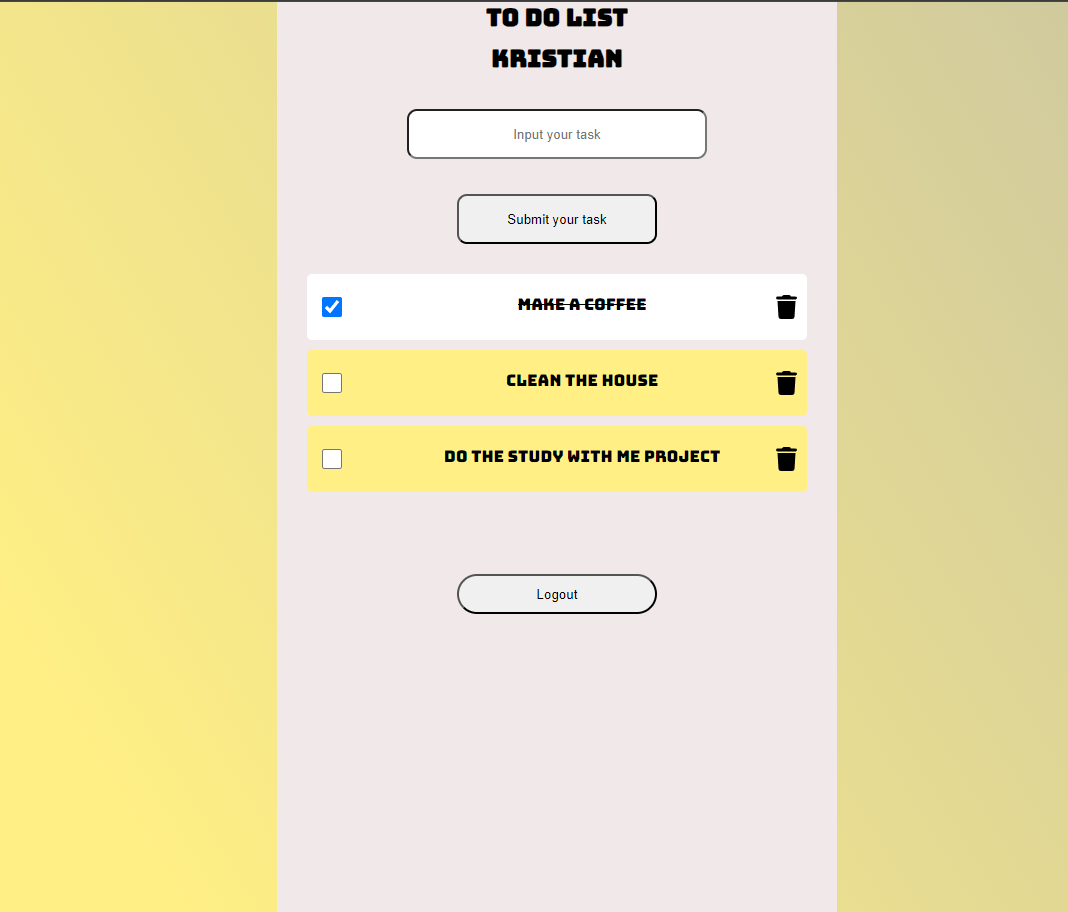 TO DO LIST
KRISTIAN
Input your task
Submit your task
MAKE A COFFEE
CLEAN THE HOUSE
DO THE STUDY WITH ME PROJECT
Logout